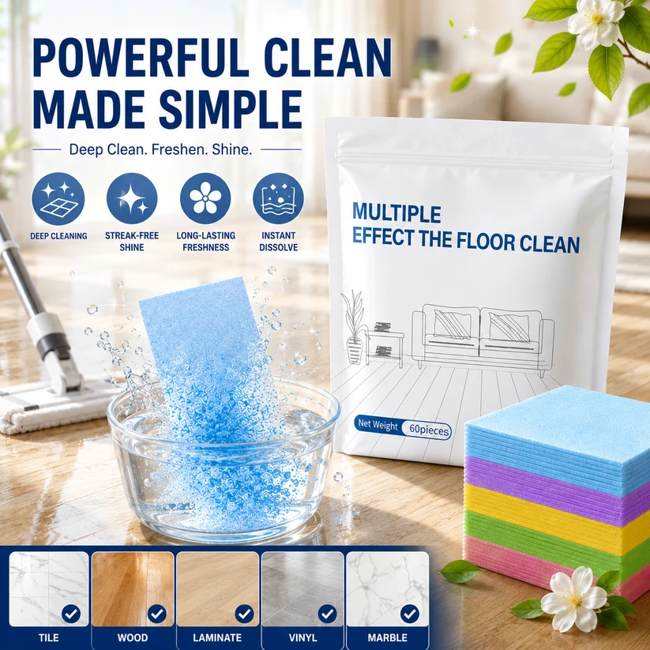 POWERFUL CLEAN
MADE SIMPLE
Deep Clean. Freshen. Shine.
DEEP CLEANING
STREAK-FREE
SHINE
LONG-LASTING
FRESHNESS
INSTANT
DISSOLVE
MULTIPLE
EFFECT THE FLOOR CLEAN
Net Weight 60pieces
TILE
WOOD
LAMINATE
VINYL
MARBLE